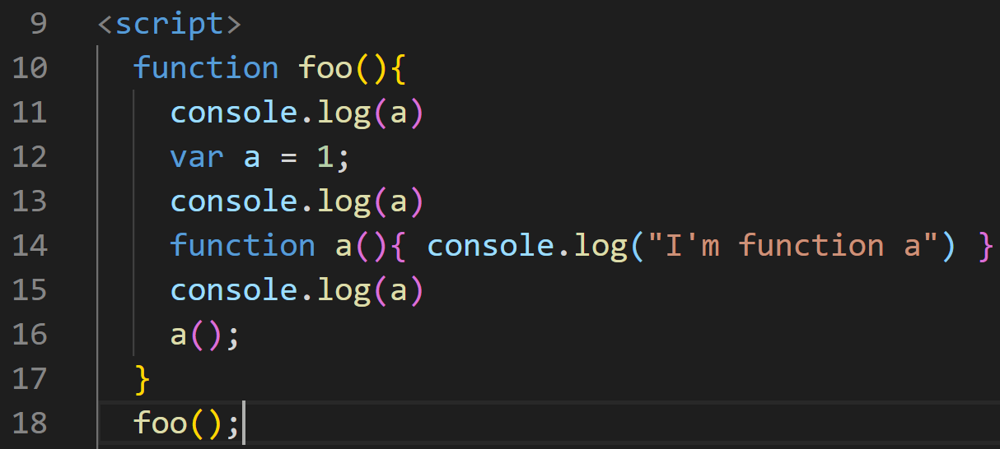 9 <script>
10 function foo(){
11 console.log(a)
12 var a = 1;
13 console.log(a)
14 function a(){ console.log("I'm function a") }
15 console.log(a)
16 a();
17 }
18 foo();